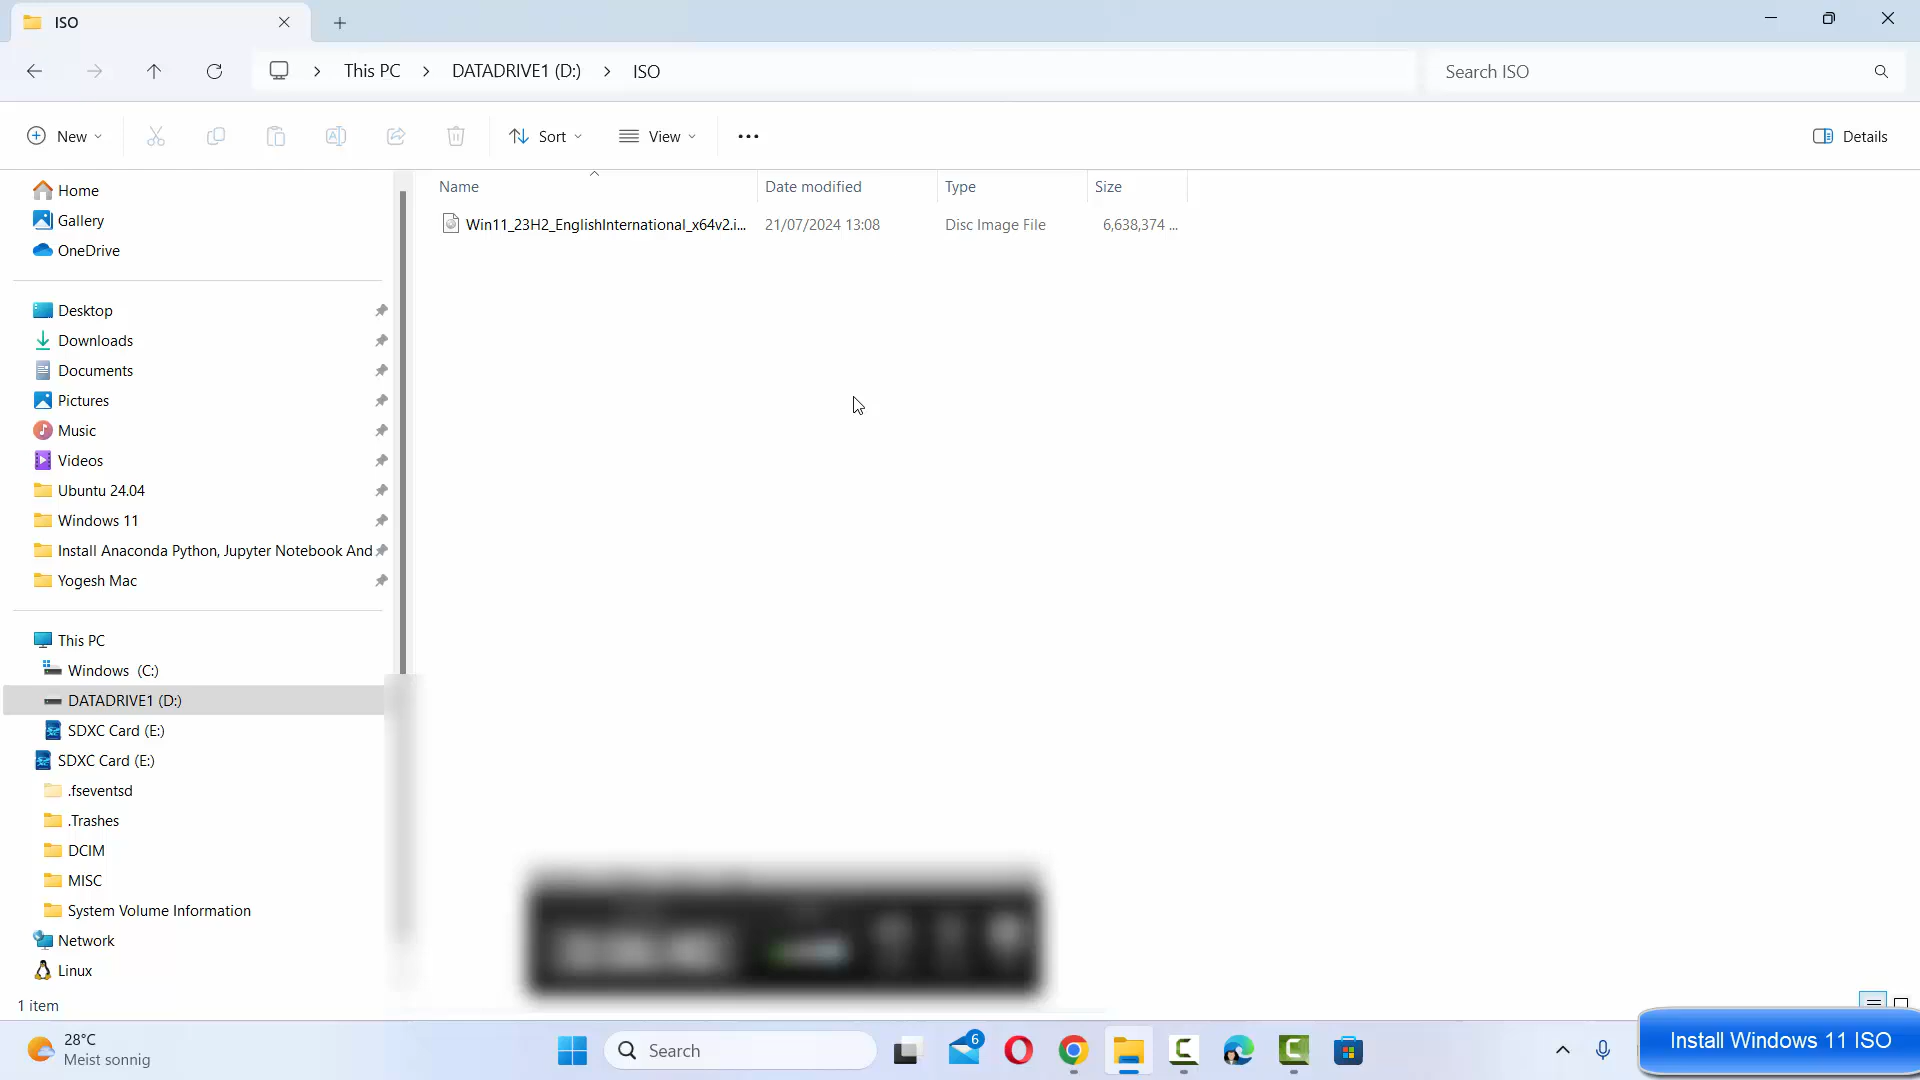 ISO
This PC
DATADRIVE1 (D:)
ISO
Search ISO
New
Sort
View
Details
Home
Gallery
OneDrive
Desktop
Downloads
Documents
Pictures
Music
Videos
Ubuntu 24.04
Windows 11
Install Anaconda Python, Jupyter Notebook And
Yogesh Mac
This PC
Windows (C:)
DATADRIVE1 (D:)
SDXC Card (E:)
SDXC Card (E:)
.fseventsd
.Trashes
DCIM
MISC
System Volume Information
Network
Linux
Name Date modified Type Size
Win11_23H2_EnglishInternational_x64v2.i... 21/07/2024 13:08 Disc Image File 6,638,374 ...
1 item
28°C
Meist sonnig
Search
6
Install Windows 11 ISO